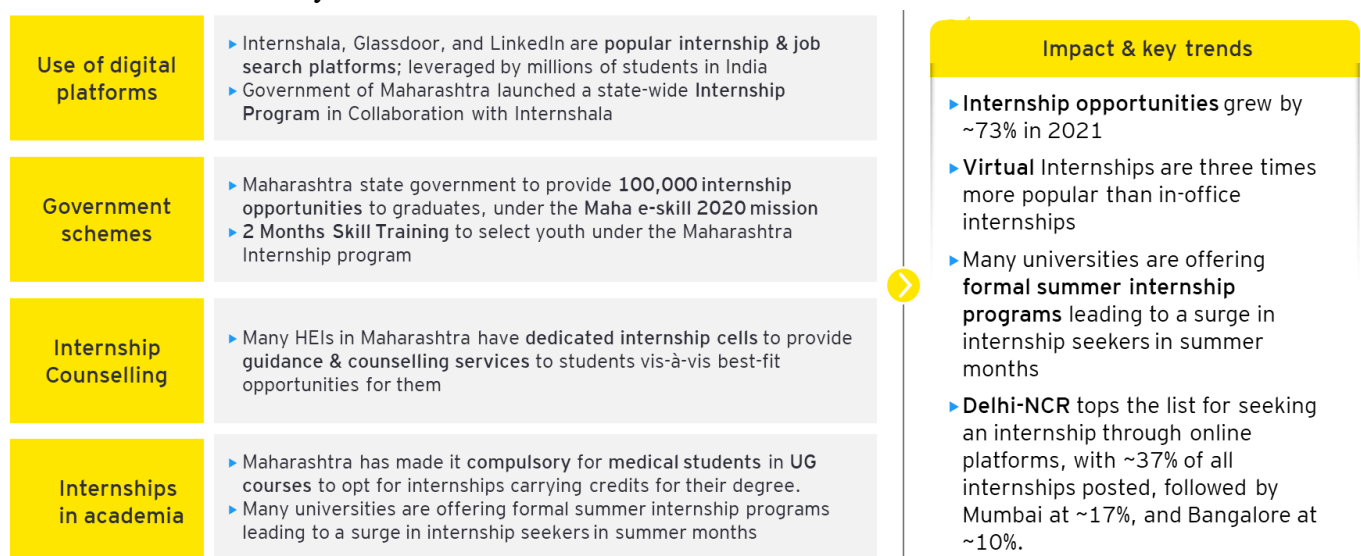 Use of digital
platforms
▸ Internshala, Glassdoor, and LinkedIn are popular internship & job
search platforms; leveraged by millions of students in India
▸ Government of Maharashtra launched a state-wide Internship
Program in Collaboration with Internshala
Government
schemes
▸ Maharashtra state government to provide 100,000 internship
opportunities to graduates, under the Maha e-skill 2020 mission
▸ 2 Months Skill Training to select youth under the Maharashtra
Internship program
Internship
Counselling
▸ Many HEIs in Maharashtra have dedicated internship cells to provide
guidance & counselling services to students vis-à-vis best-fit
opportunities for them
Internships
in academia
▸ Maharashtra has made it compulsory for medical students in UG
courses to opt for internships carrying credits for their degree.
▸ Many universities are offering formal summer internship programs
leading to a surge in internship seekers in summer months
Impact & key trends
▸ Internship opportunities grew by
~73% in 2021
▸ Virtual Internships are three times
more popular than in-office
internships
▸ Many universities are offering
formal summer internship
programs leading to a surge in
internship seekers in summer
months
▸ Delhi-NCR tops the list for seeking
an internship through online
platforms, with ~37% of all
internships posted, followed by
Mumbai at ~17%, and Bangalore at
~10%.